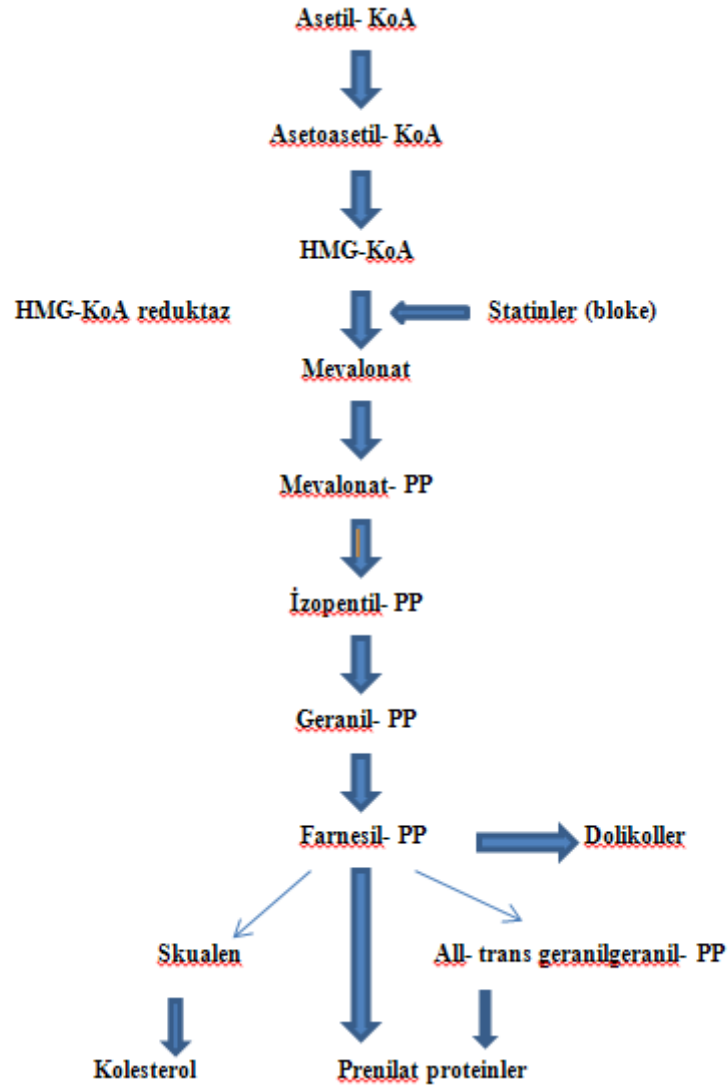 Asetil- KoA
Asetoasetil- KoA
HMG-KoA
HMG-KoA reduktaz
Statinler (bloke)
Mevalonat
Mevalonat- PP
İzopentil- PP
Geranil- PP
Farnesil- PP
Dolikoller
Skualen
All- trans geranilgeranil- PP
Kolesterol
Prenilat proteinler